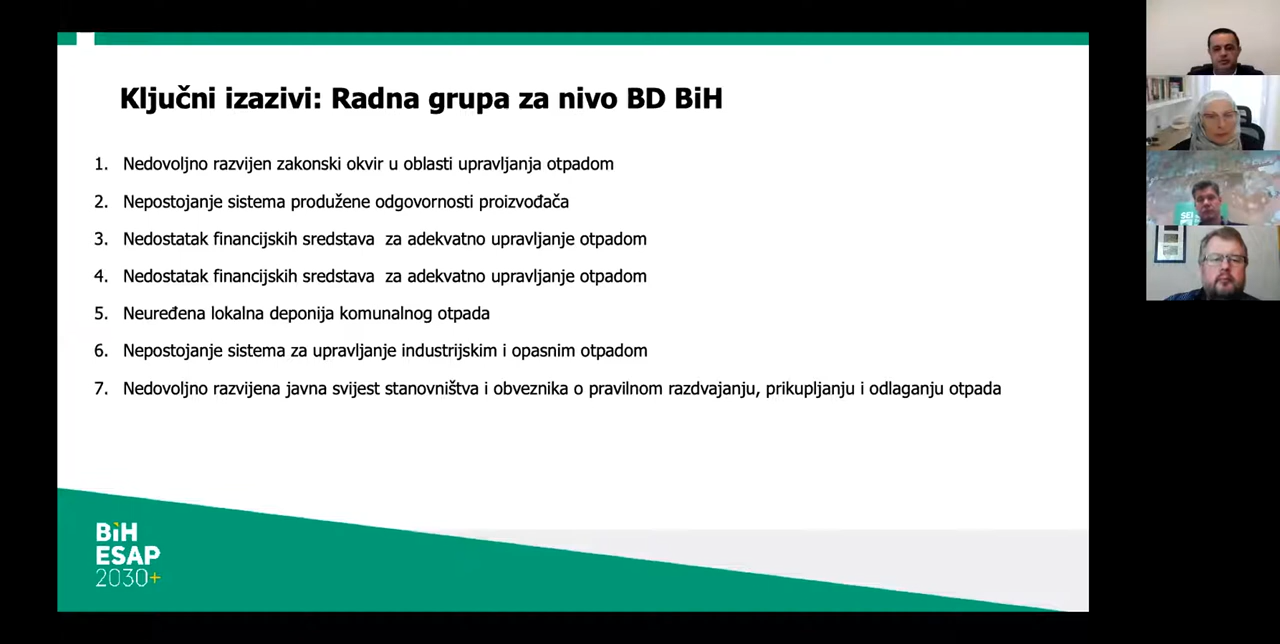 Ključni izazivi: Radna grupa za nivo BD BiH
1. Nedovoljno razvijen zakonski okvir u oblasti upravljanja otpadom
2. Nepostojanje sistema produžene odgovornosti proizvođača
3. Nedostatak financijskih sredstava  za adekvatno upravljanje otpadom
4. Nedostatak financijskih sredstava  za adekvatno upravljanje otpadom
5. Neuređena lokalna deponija komunalnog otpada
6. Nepostojanje sistema za upravljanje industrijskim i opasnim otpadom
7. Nedovoljno razvijena javna svijest stanovništva i obveznika o pravilnom razdvajanju, prikupljanju i odlaganju otpada
BiH
ESAP
2030+
SEI